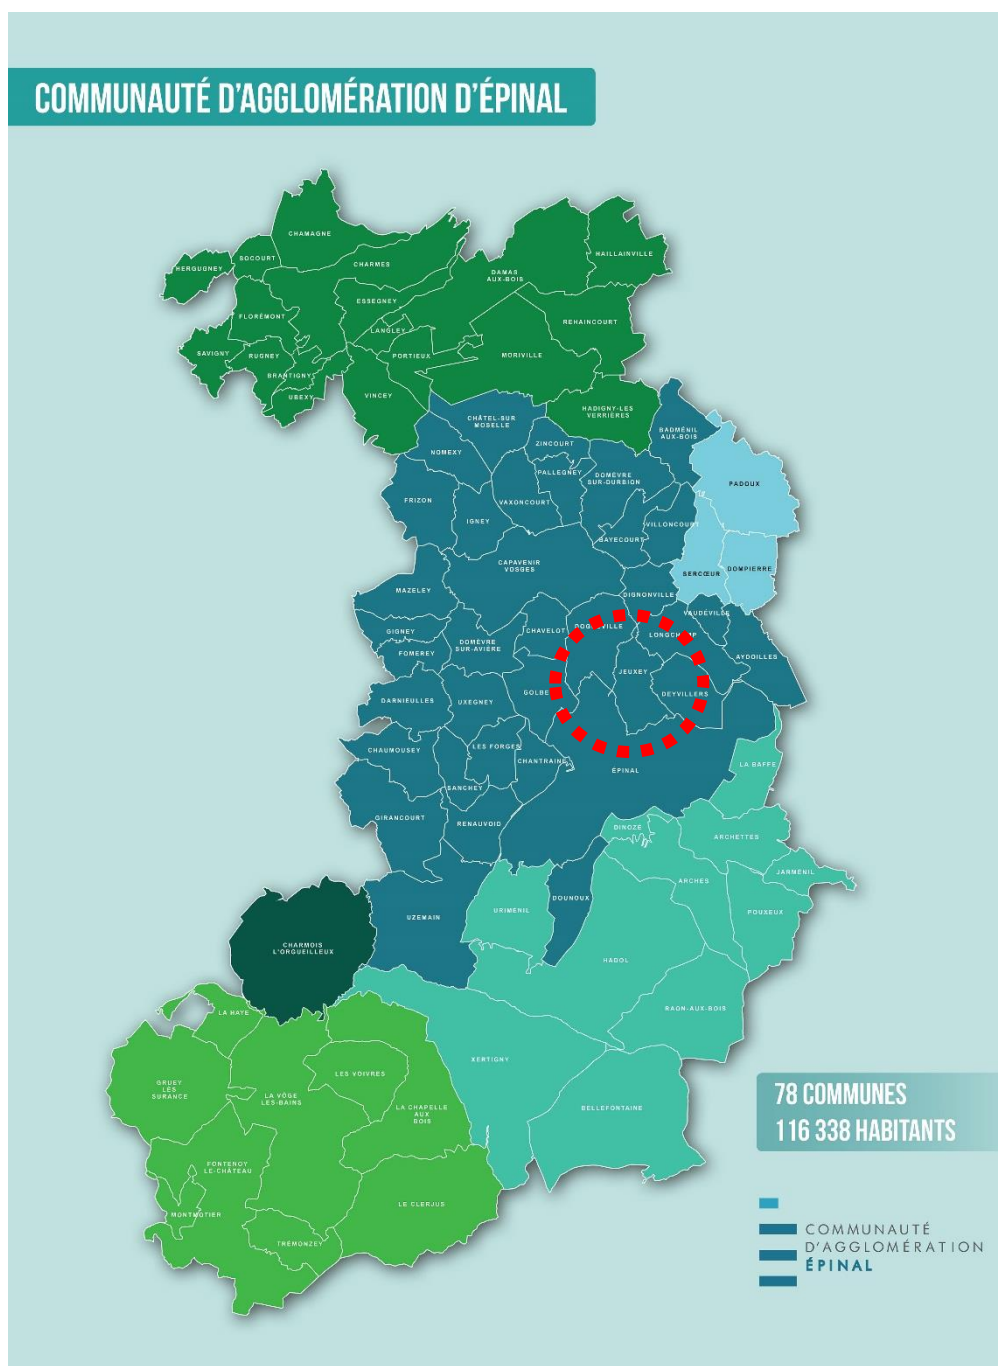 COMMUNAUTÉ D'AGGLOMÉRATION D'ÉPINAL
CHAMAGNE
HAILLAINVILLE
SOCOURT
CHARMES
HERGUGNEY
DAMAS
AUX-BOIS
ESSEGNEY
FLORÉMONT
REHAINCOURT
LANGLEY
SAVIGNY
RUGNEY
PORTIEUX
MORIVILLE
BRANTIGNY
UBEXY
VINCEY
HADIGNY-LES
VERRIÈRES
CHÂTEL-SUR
MOSELLE
BADMÉNIL
AUX-BOIS
ZINCOURT
NOMEXY
PALLEGNEY
DOMÈVRE
SUR-DURBION
PADOUX
FRIZON
VAXONCOURT
IGNEY
VILLONCOURT
BAYECOURT
CAPAVENIR
VOSGES
SERCŒUR
DOMPIERRE
MAZELEY
DIGNONVILLE
VAUDÉVILLE
GIGNEY
CHAVELOT
LONGCHAMP
DOMÈVRE
SUR-AVIÈRE
FOMEREY
AYDOILLES
JEUXEY
DARNIEULLES
UXEGNEY
GOLBE
DEYVILLERS
CHAUMOUSEY
LES FORGES
CHANTRAINE
ÉPINAL
LA BAFFE
SANCHEY
GIRANCOURT
RENAUVOID
DINOZÉ
ARCHETTES
ARCHES
JARMÉNIL
URIMÉNIL
DOUNOUX
POUXEUX
UZEMAIN
CHARMOIS
L'ORGUEILLEUX
HADOL
LA HAYE
RAON-AUX-BOIS
XERTIGNY
LES VOIVRES
GRUEY
LÈS
SURANCE
LA VÔGE
LES-BAINS
LA CHAPELLE
AUX
BOIS
BELLEFONTAINE
78 COMMUNES
116 338 HABITANTS
FONTENOY
LE-CHÂTEAU
LE CLERJUS
MONTMOTIER
TRÉMONZEY
COMMUNAUTÉ
D'AGGLOMÉRATION
ÉPINAL